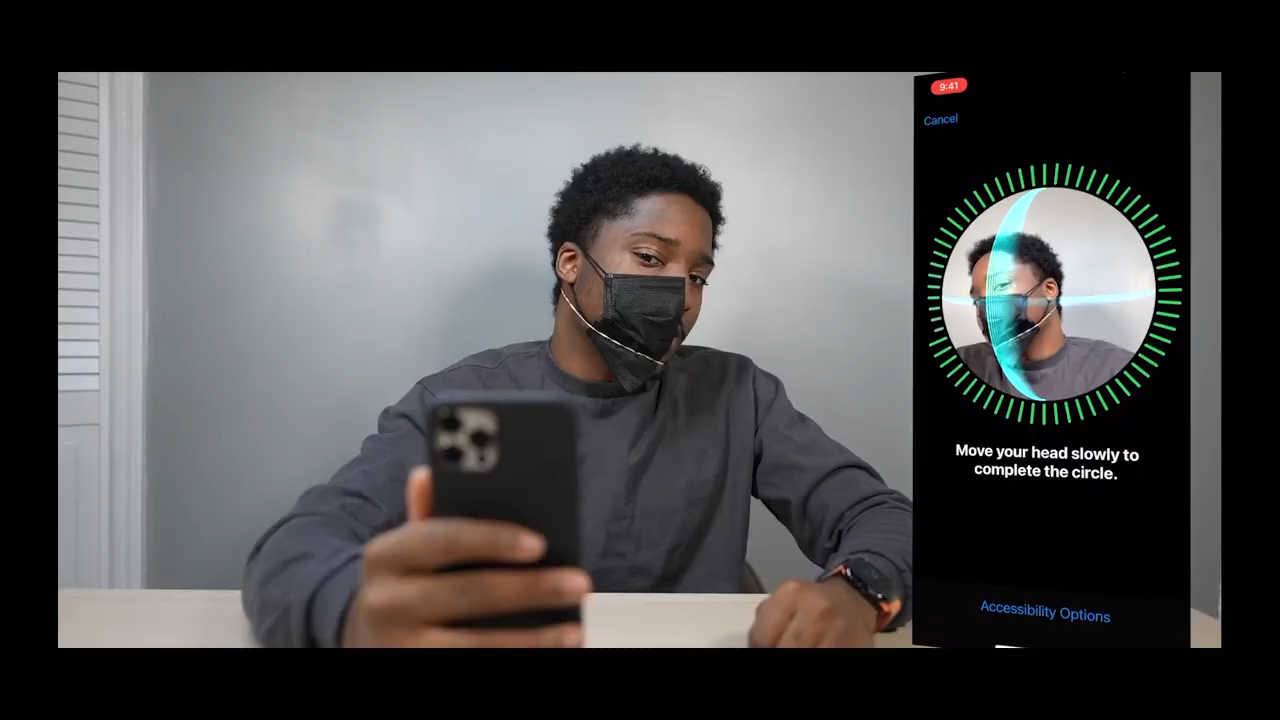 9:41
Cancel
Move your head slowly to
complete the circle.
Accessibility Options